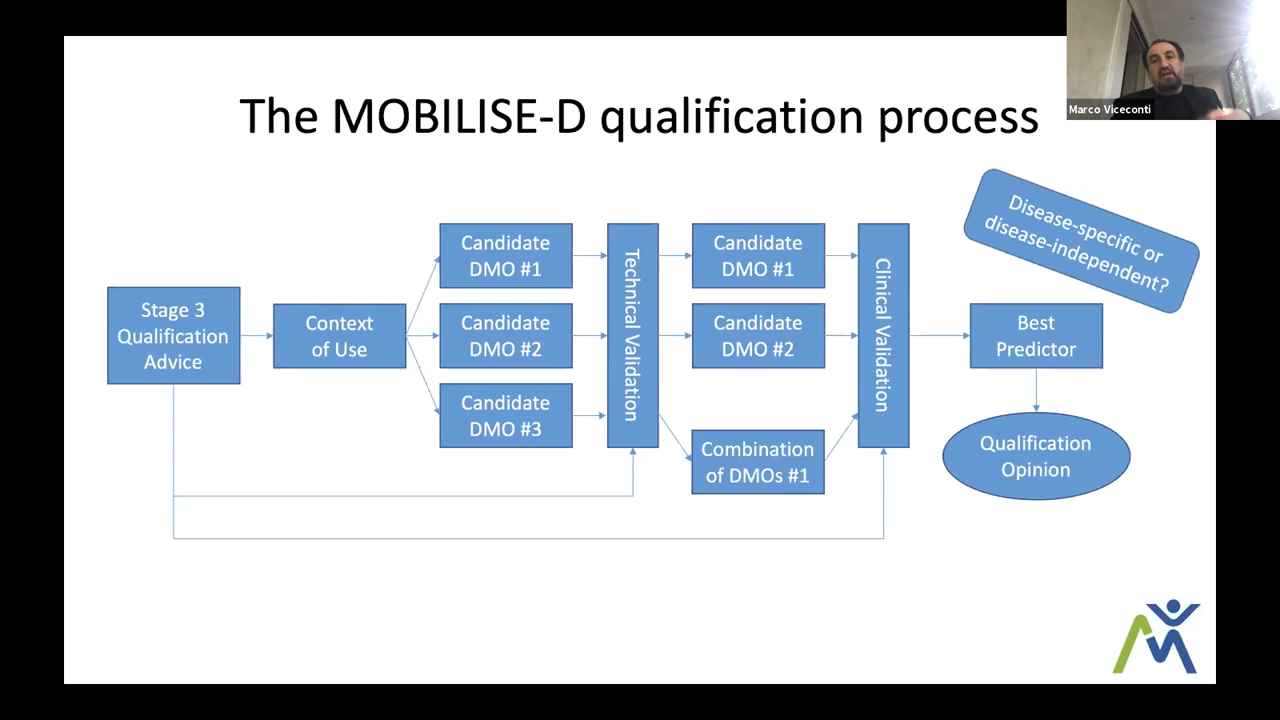 The MOBILISE-D qualification process
Marco Viceconti
Disease-specific or
disease-independent?
Stage 3
Qualification
Advice
Context
of Use
Candidate
DMO #1
Candidate
DMO #2
Candidate
DMO #3
Technical Validation
Candidate
DMO #1
Candidate
DMO #2
Combination
of DMOs #1
Clinical Validation
Best
Predictor
Qualification
Opinion